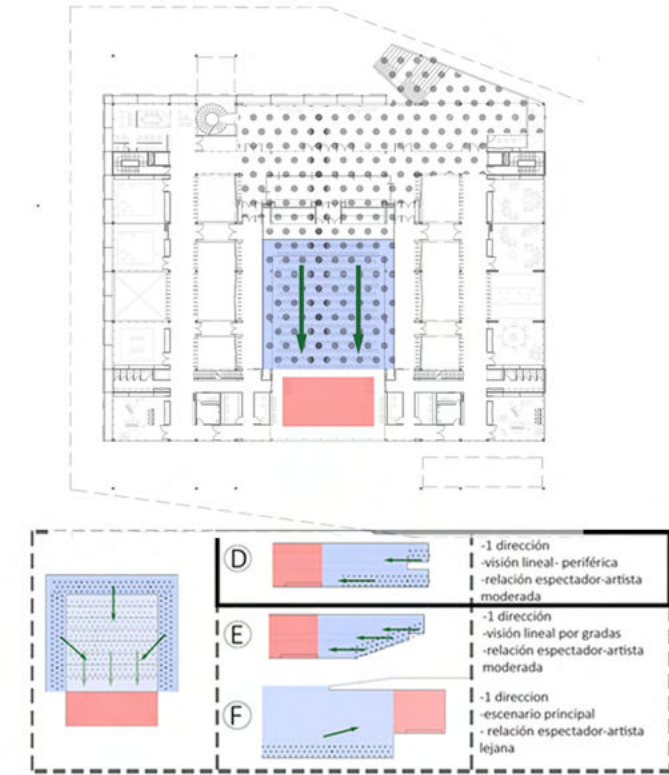 D
-1 dirección
-visión lineal- periférica
-relación espectador-artista
moderada
E
-1 dirección
-visión lineal por gradas
-relación espectador-artista
moderada
F
-1 direccion
-escenario principal
- relación espectador-artista
lejana